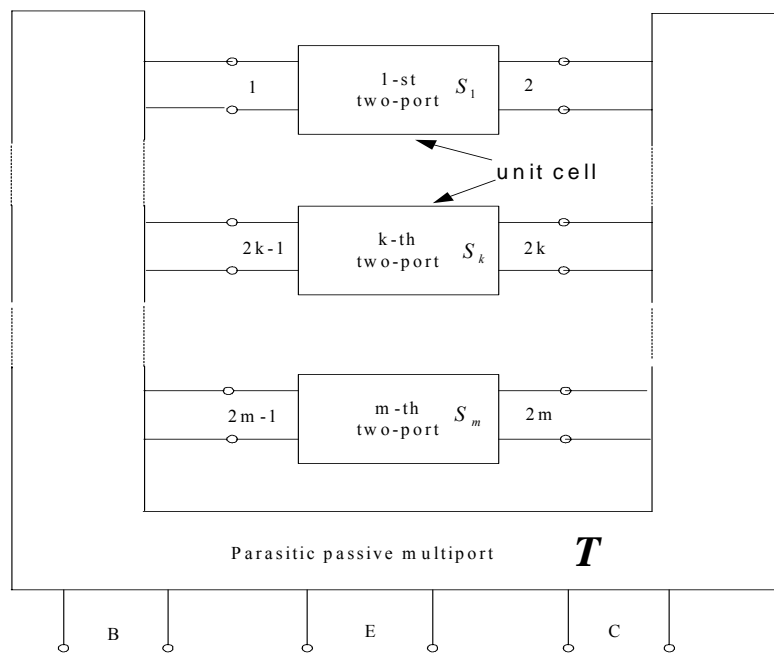 1-st
two-port S₁
1
2
unit cell
k-th
two-port Sₖ
2k-1
2k
m-th
two-port Sₘ
2m-1
2m
Parasitic passive multiport T
B
E
C